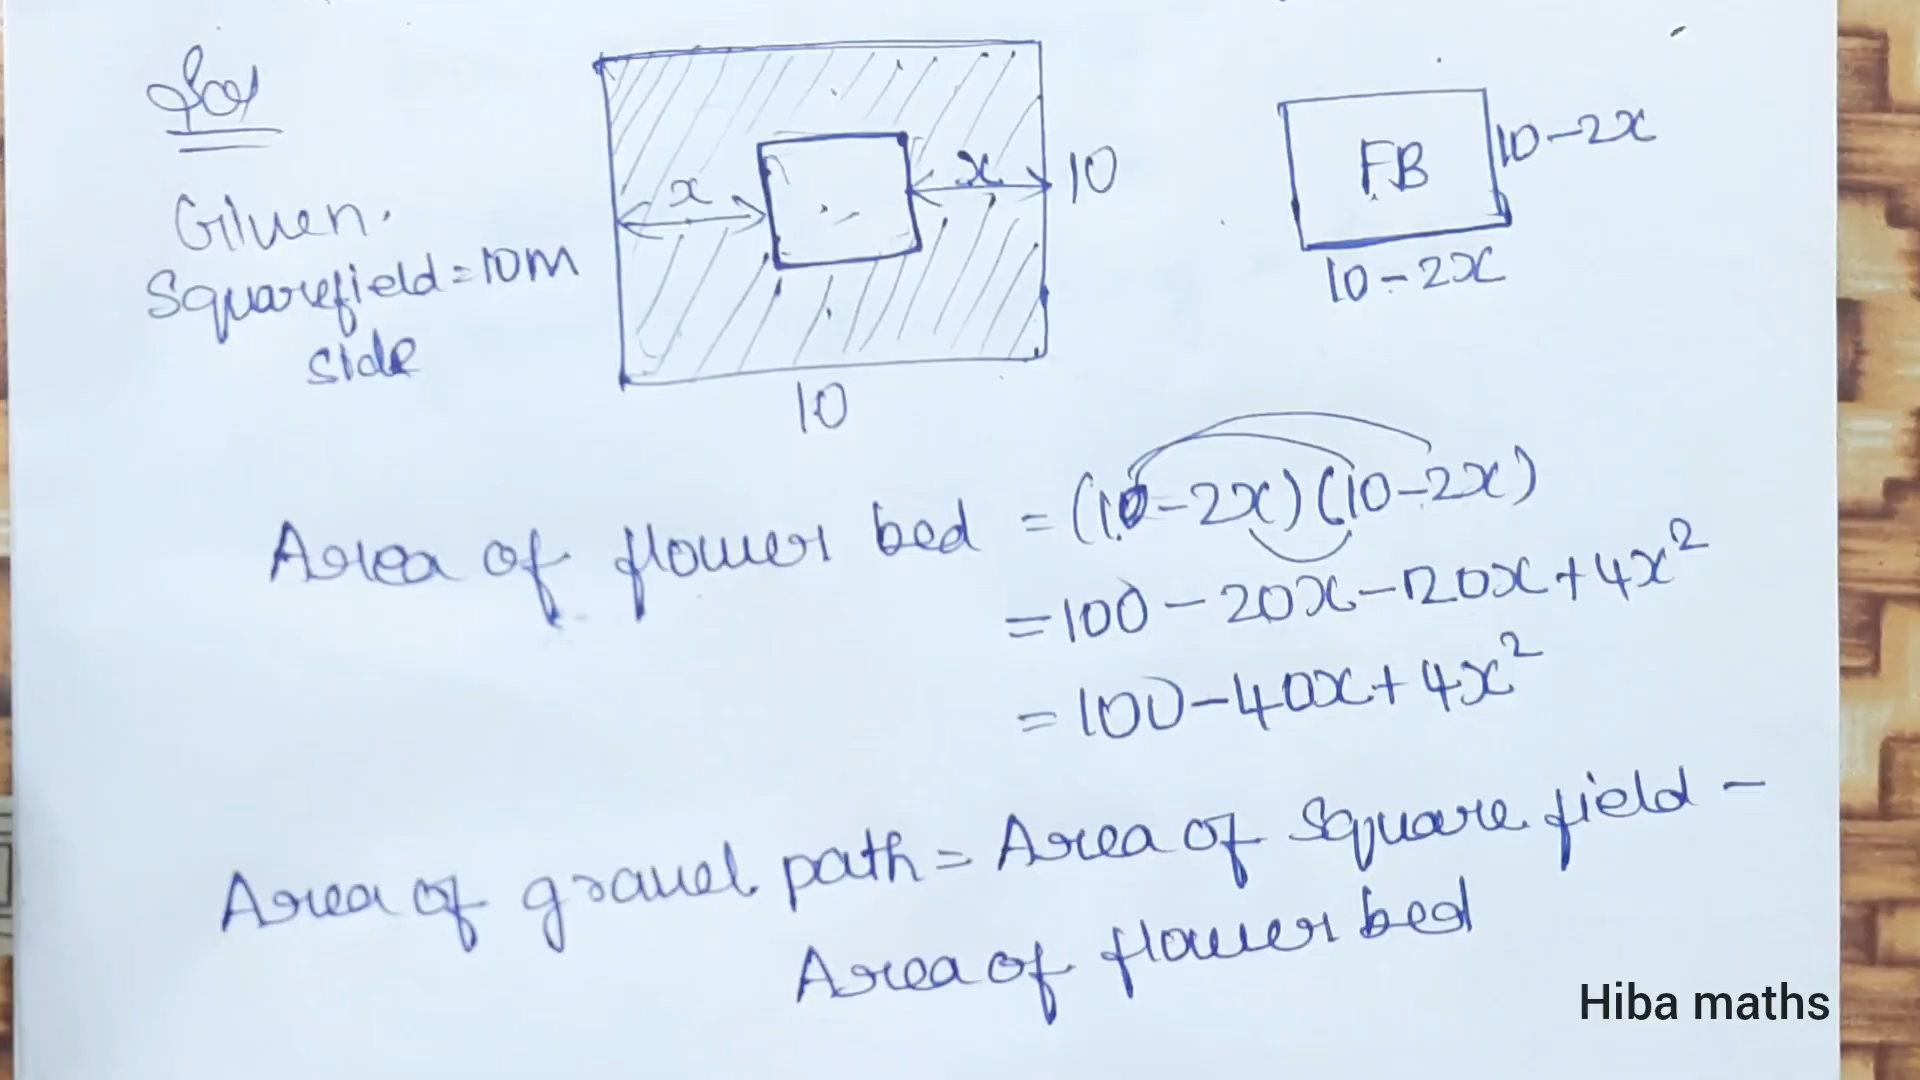 Sol
Given.
Squarefield = 10m
side
x
x
10
10
FB
10-2x
10-2x
Area of flower bed = (10-2x)(10-2x)
= 100 - 20x - 20x + 4x²
= 100 - 40x + 4x²
Area of gravel path = Area of Square field -
Area of flower bed
Hiba maths